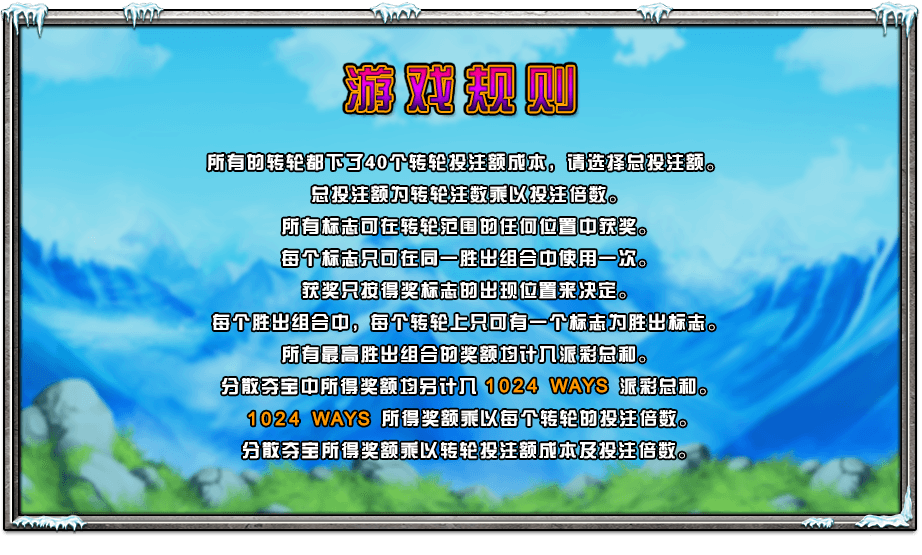 游戏规则
所有的转轮都下了40个转轮投注额成本，请选择总投注额。
总投注额为转轮注数乘以投注倍数。
所有标志可在转轮范围的任何位置中获奖。
每个标志只可在同一胜出组合中使用一次。
获奖只按得奖标志的出现位置来决定。
每个胜出组合中，每个转轮上只可有一个标志为胜出标志。
所有最高胜出组合的奖额均计入派彩总和。
分散夺宝中所得奖额均另计入 1024 WAYS 派彩总和。
1024 WAYS 所得奖额乘以每个转轮的投注倍数。
分散夺宝所得奖额乘以转轮投注额成本及投注倍数。